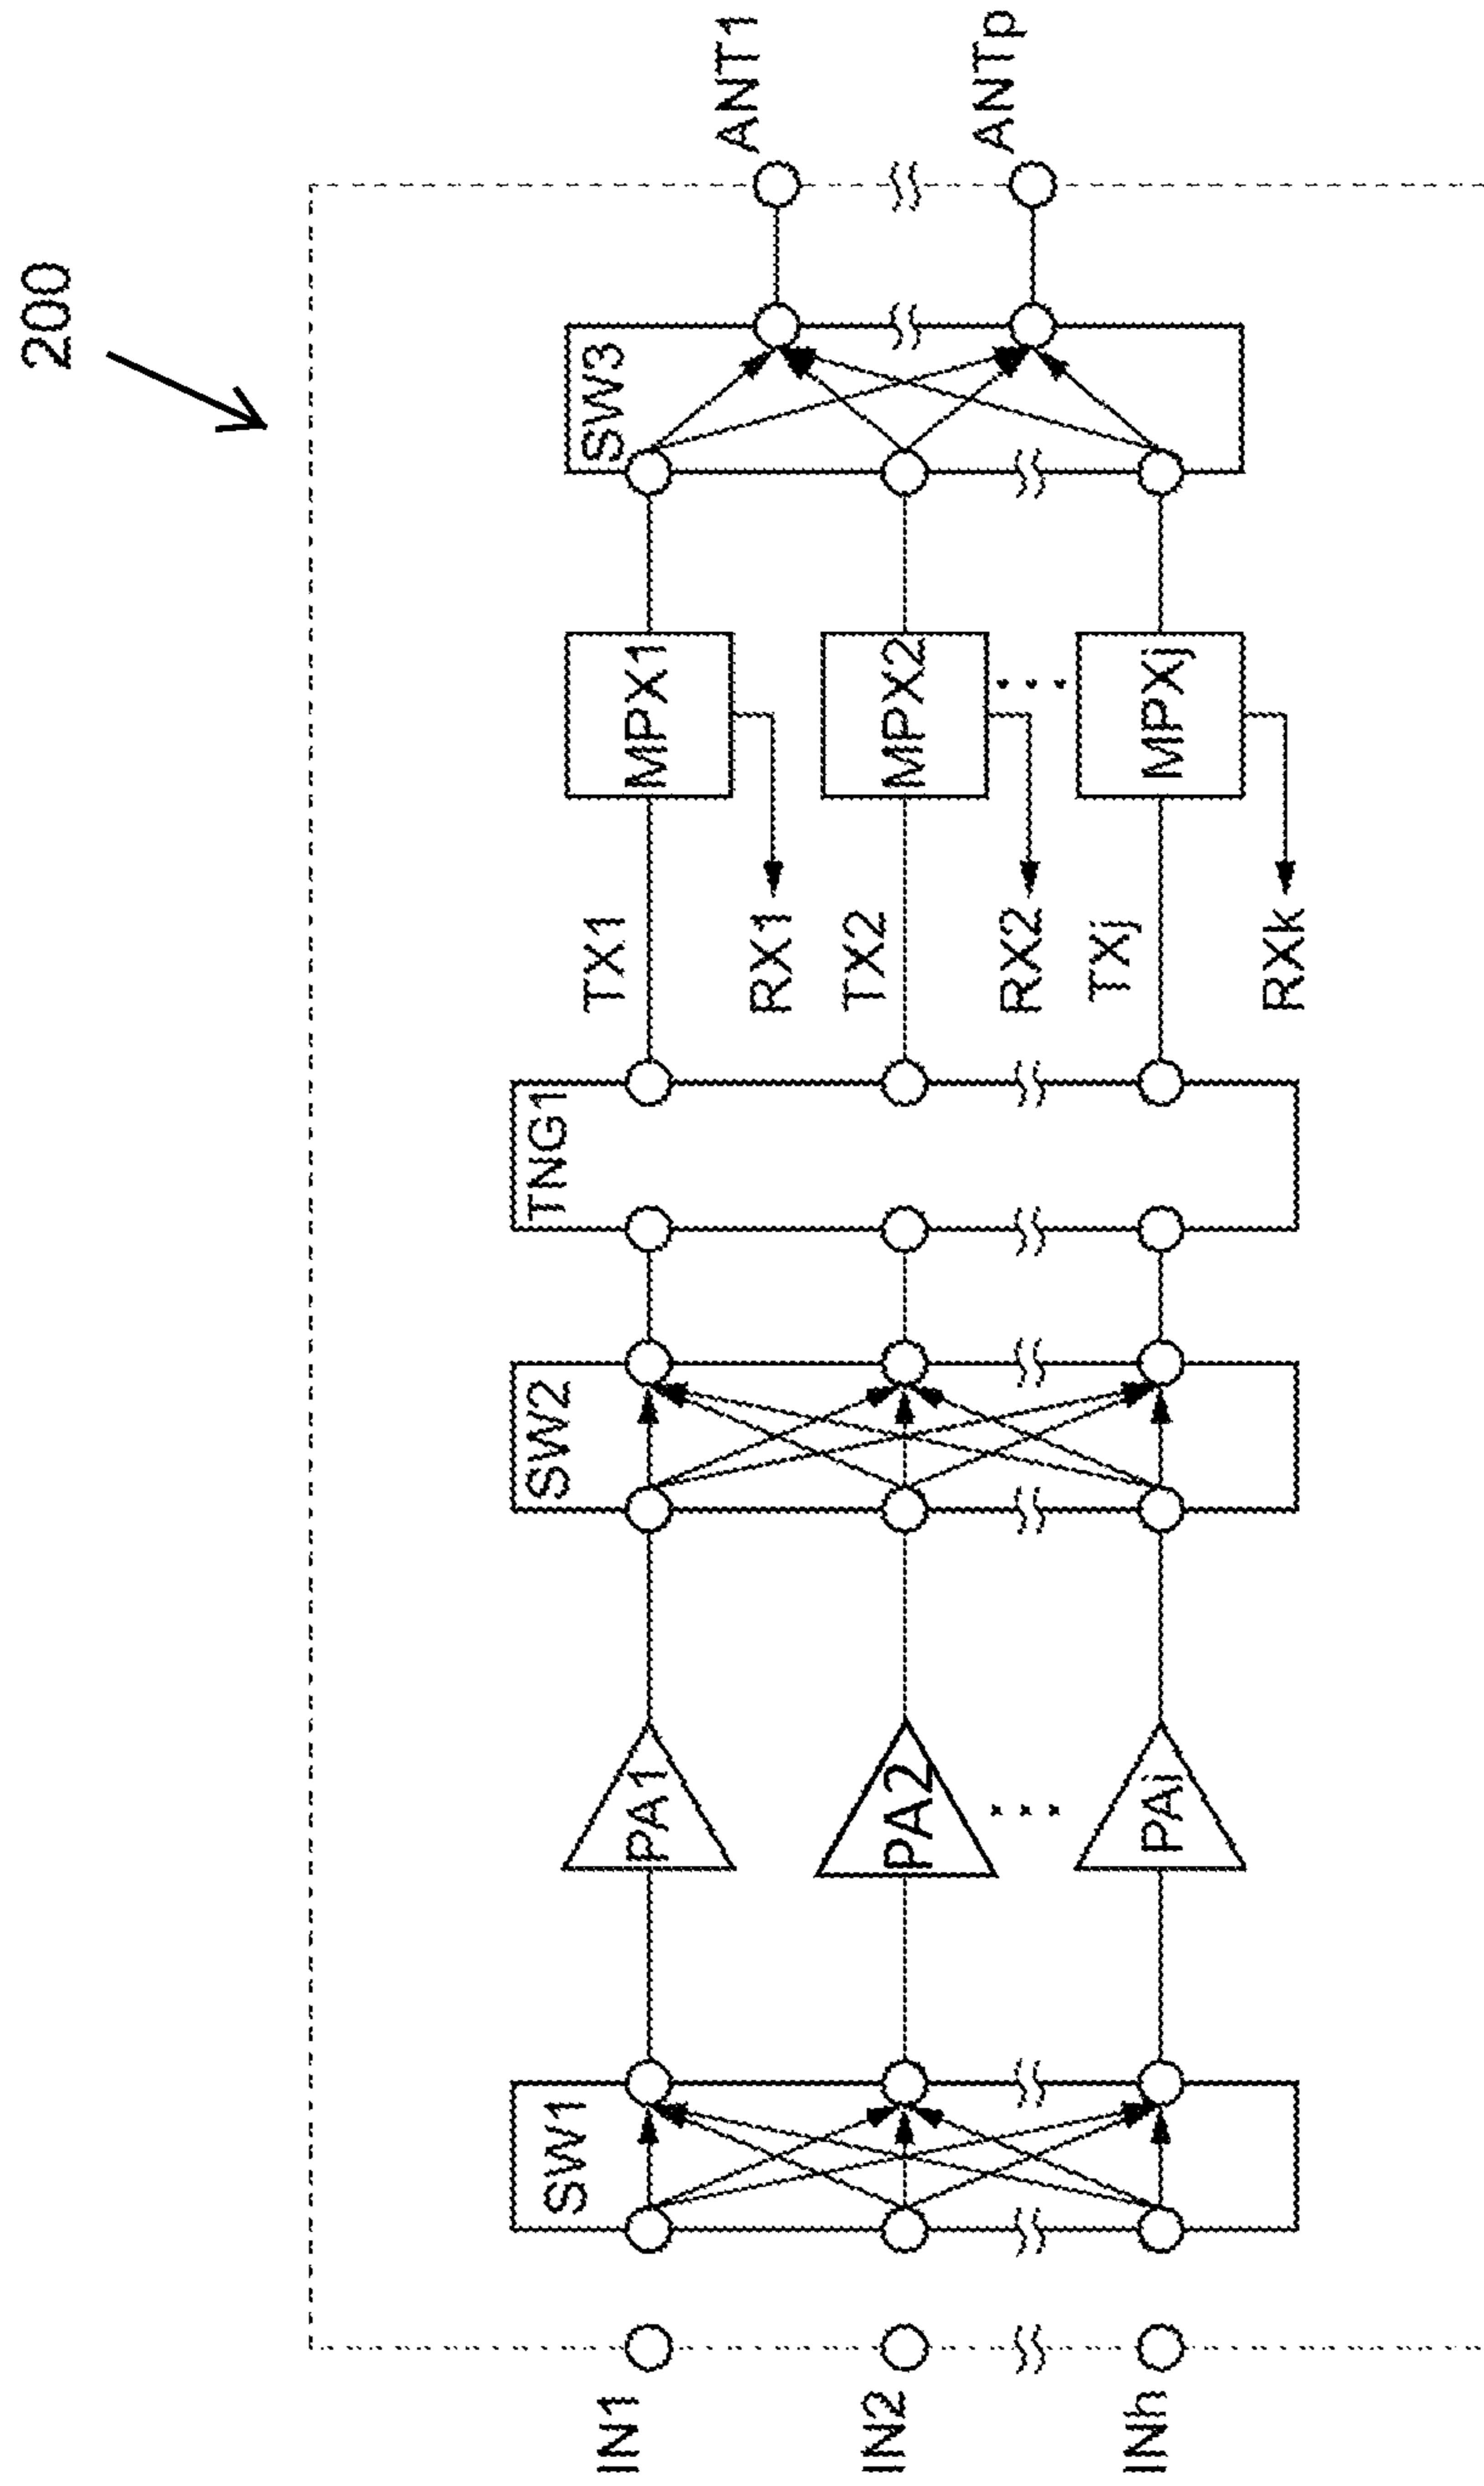 200
IN1
IN2
INh
SW1
PA1
PA2
PAi
SW2
TNG1
TX1
RX1
TX2
RX2
TXj
RXk
MPX1
MPX2
MPXj
SW3
ANT1
ANTp